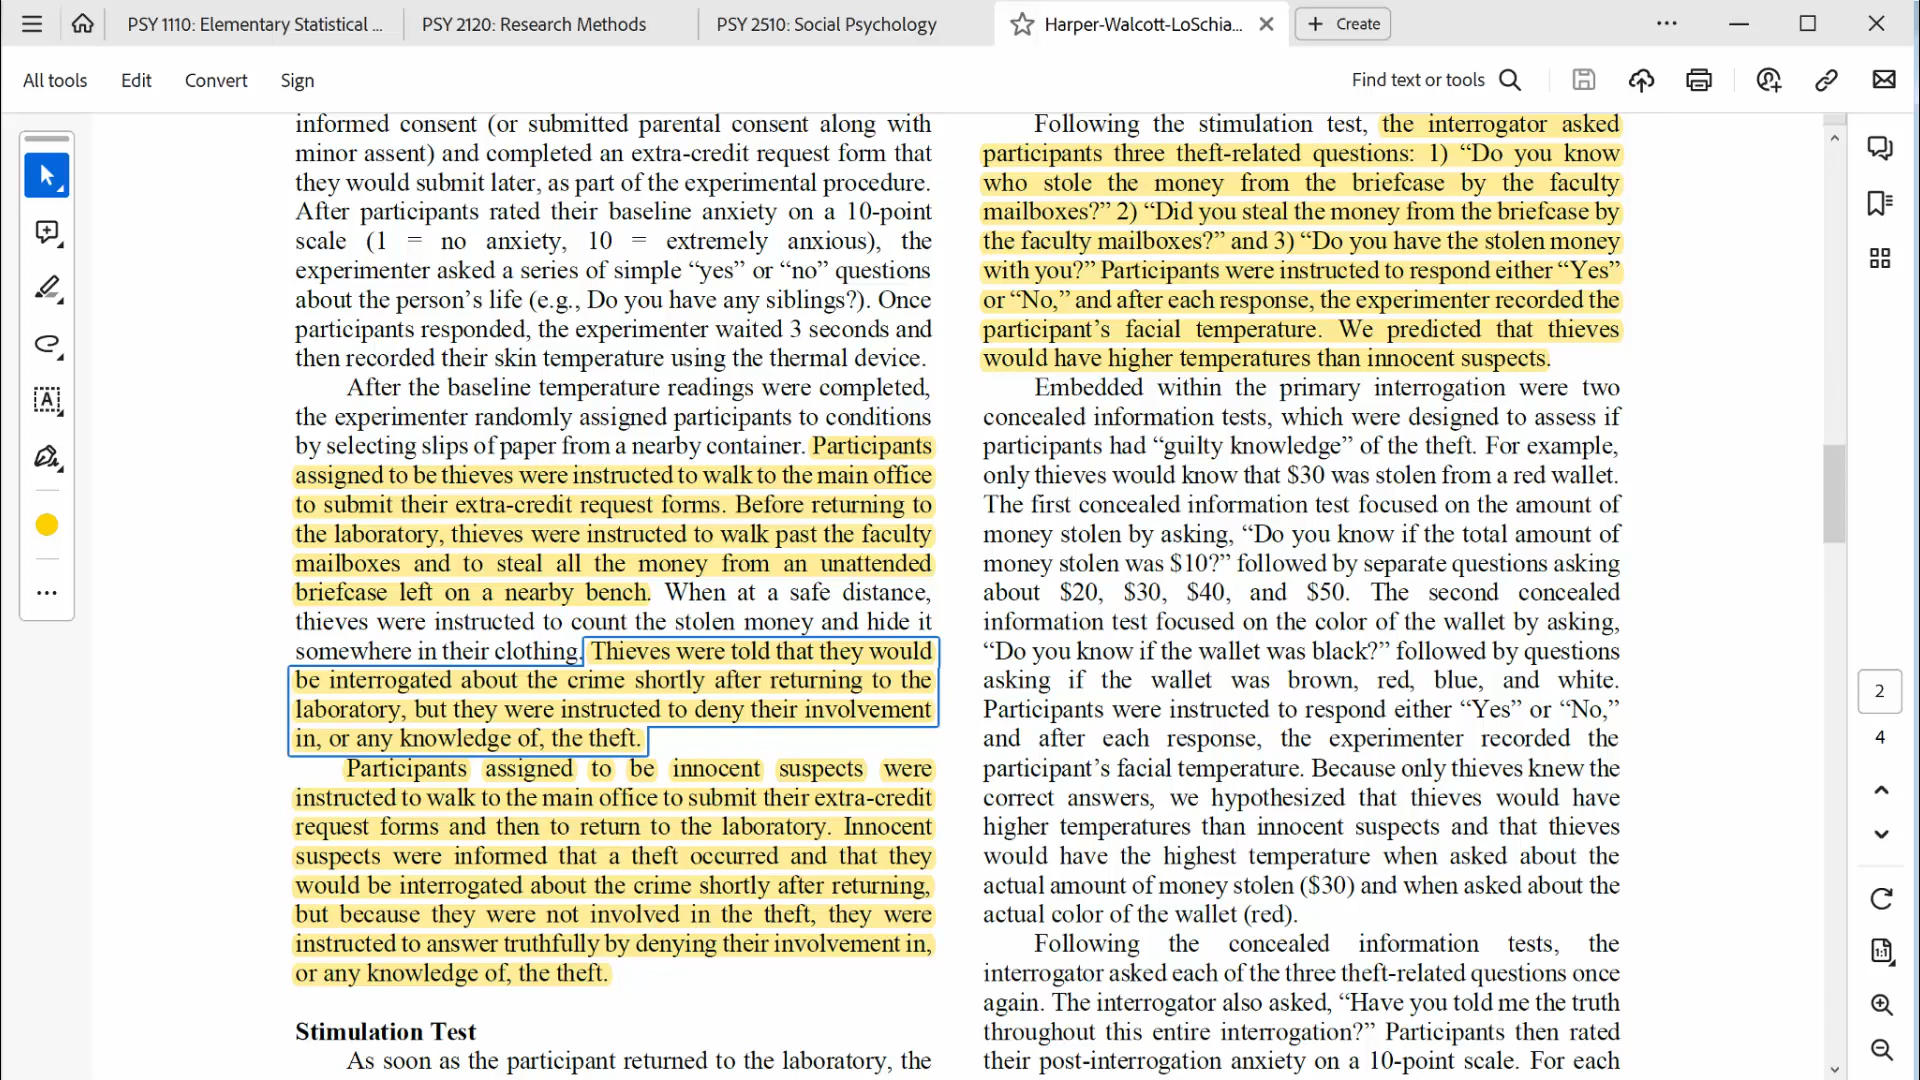 PSY 1110: Elementary Statistical ...
PSY 2120: Research Methods
PSY 2510: Social Psychology
Harper-Walcott-LoSchia...
Create
All tools
Edit
Convert
Sign
Find text or tools
informed consent (or submitted parental consent along with
minor assent) and completed an extra-credit request form that
they would submit later, as part of the experimental procedure.
After participants rated their baseline anxiety on a 10-point
scale (1 = no anxiety, 10 = extremely anxious), the
experimenter asked a series of simple “yes” or “no” questions
about the person’s life (e.g., Do you have any siblings?). Once
participants responded, the experimenter waited 3 seconds and
then recorded their skin temperature using the thermal device.
After the baseline temperature readings were completed,
the experimenter randomly assigned participants to conditions
by selecting slips of paper from a nearby container. Participants
assigned to be thieves were instructed to walk to the main office
to submit their extra-credit request forms. Before returning to
the laboratory, thieves were instructed to walk past the faculty
mailboxes and to steal all the money from an unattended
briefcase left on a nearby bench. When at a safe distance,
thieves were instructed to count the stolen money and hide it
somewhere in their clothing. Thieves were told that they would
be interrogated about the crime shortly after returning to the
laboratory, but they were instructed to deny their involvement
in, or any knowledge of, the theft.
Participants assigned to be innocent suspects were
instructed to walk to the main office to submit their extra-credit
request forms and then to return to the laboratory. Innocent
suspects were informed that a theft occurred and that they
would be interrogated about the crime shortly after returning,
but because they were not involved in the theft, they were
instructed to answer truthfully by denying their involvement in,
or any knowledge of, the theft.
Stimulation Test
As soon as the participant returned to the laboratory, the
Following the stimulation test, the interrogator asked
participants three theft-related questions: 1) “Do you know
who stole the money from the briefcase by the faculty
mailboxes?” 2) “Did you steal the money from the briefcase by
the faculty mailboxes?” and 3) “Do you have the stolen money
with you?” Participants were instructed to respond either “Yes”
or “No,” and after each response, the experimenter recorded the
participant’s facial temperature. We predicted that thieves
would have higher temperatures than innocent suspects.
Embedded within the primary interrogation were two
concealed information tests, which were designed to assess if
participants had “guilty knowledge” of the theft. For example,
only thieves would know that $30 was stolen from a red wallet.
The first concealed information test focused on the amount of
money stolen by asking, “Do you know if the total amount of
money stolen was $10?” followed by separate questions asking
about $20, $30, $40, and $50. The second concealed
information test focused on the color of the wallet by asking,
“Do you know if the wallet was black?” followed by questions
asking if the wallet was brown, red, blue, and white.
Participants were instructed to respond either “Yes” or “No,”
and after each response, the experimenter recorded the
participant’s facial temperature. Because only thieves knew the
correct answers, we hypothesized that thieves would have
higher temperatures than innocent suspects and that thieves
would have the highest temperature when asked about the
actual amount of money stolen ($30) and when asked about the
actual color of the wallet (red).
Following the concealed information tests, the
interrogator asked each of the three theft-related questions once
again. The interrogator also asked, “Have you told me the truth
throughout this entire interrogation?” Participants then rated
their post-interrogation anxiety on a 10-point scale. For each
2
4
1:1